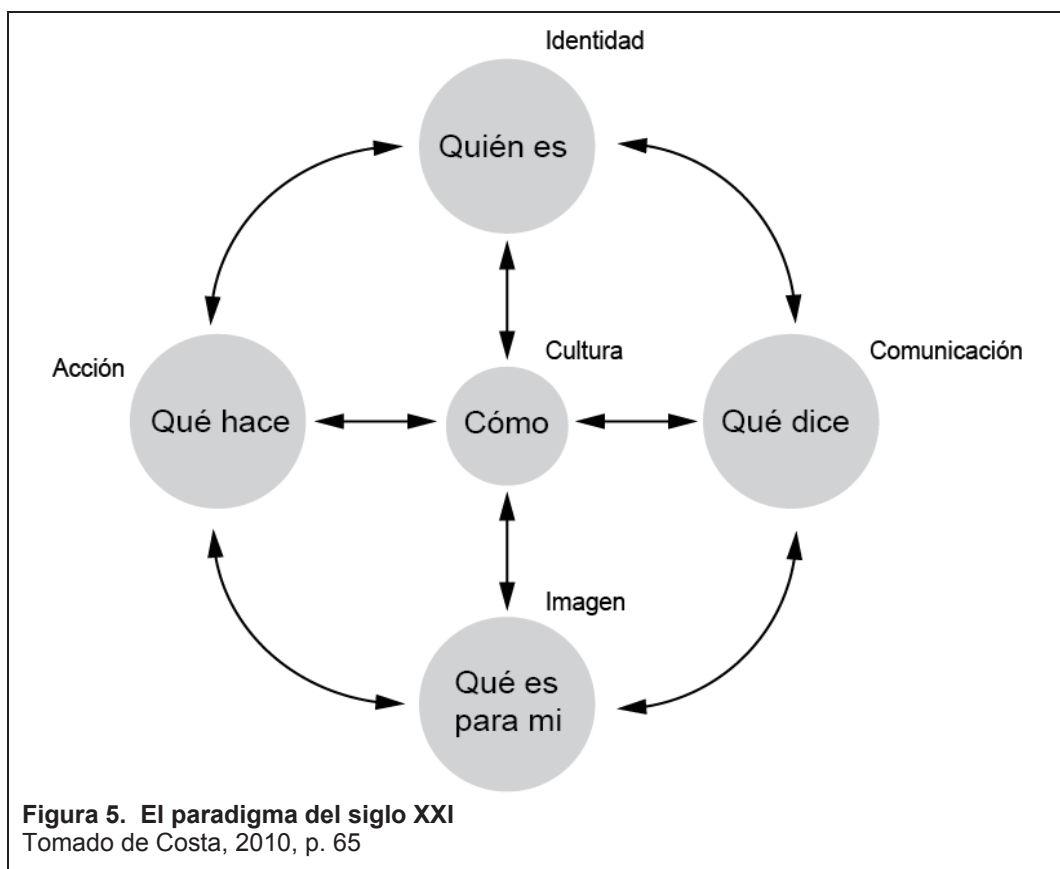 Identidad
Quién es
Cultura
Acción
Comunicación
Qué hace
Cómo
Qué dice
Imagen
Qué es
para mi
Figura 5. El paradigma del siglo XXI
Tomado de Costa, 2010, p. 65